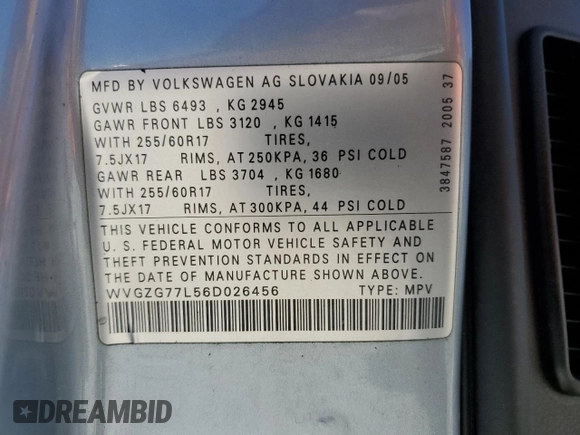 MFD BY VOLKSWAGEN AG SLOVAKIA 09/05
GVWR LBS 6493 , KG 2945
GAWR FRONT LBS 3120 , KG 1415
WITH 255/60R17 TIRES,
7.5JX17 RIMS, AT 250KPA, 36 PSI COLD
GAWR REAR LBS 3704 , KG 1680
WITH 255/60R17 TIRES,
7.5JX17 RIMS, AT 300KPA, 44 PSI COLD
THIS VEHICLE CONFORMS TO ALL APPLICABLE
U. S. FEDERAL MOTOR VEHICLE SAFETY AND
THEFT PREVENTION STANDARDS IN EFFECT ON
THE DATE OF MANUFACTURE SHOWN ABOVE.
WVGZG77L56D026456 TYPE: MPV
3847587 2005 37
DREAMBID